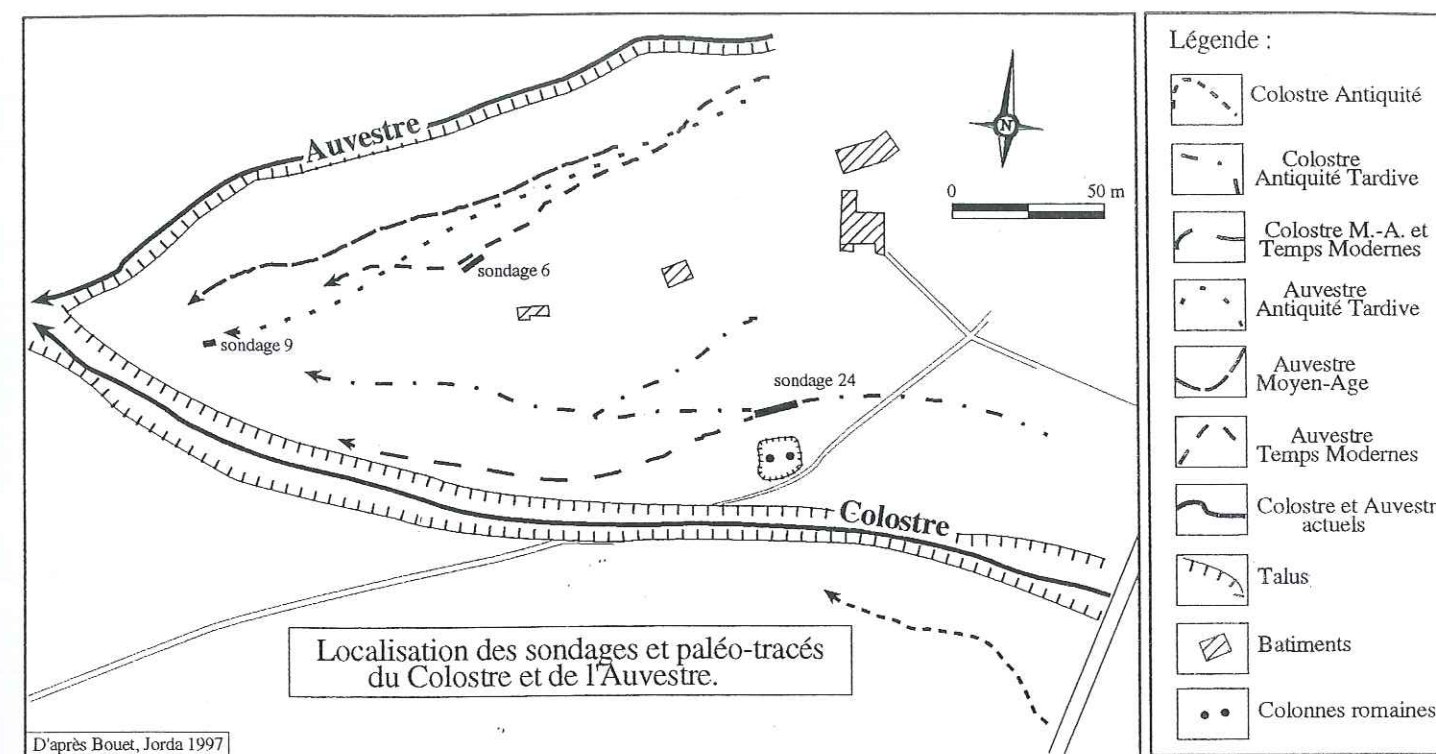 Auvestre
N
0
50 m
sondage 6
sondage 9
sondage 24
Colostre
Localisation des sondages et paléo-tracés
du Colostre et de l'Auvestre.
D'après Bouet, Jorda 1997
Légende :
Colostre Antiquité
Colostre
Antiquité Tardive
Colostre M.-A. et
Temps Modernes
Auvestre
Antiquité Tardive
Auvestre
Moyen-Age
Auvestre
Temps Modernes
Colostre et Auvestr
actuels
Talus
Batiments
Colonnes romaines